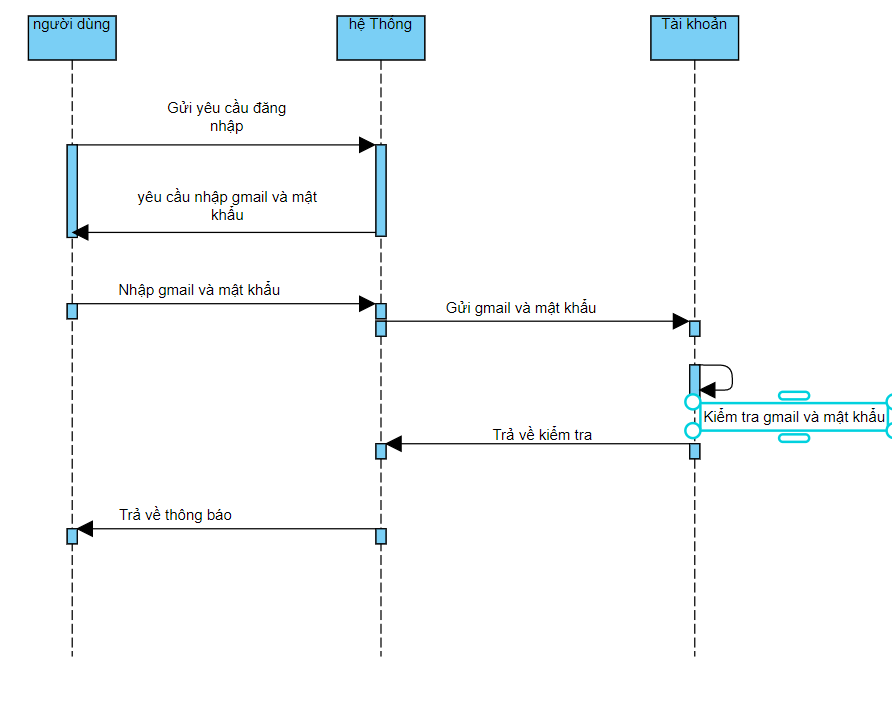 người dùng
hệ Thông
Tài khoản
Gửi yêu cầu đăng
nhập
yêu cầu nhập gmail và mật
khẩu
Nhập gmail và mật khẩu
Gửi gmail và mật khẩu
Kiểm tra gmail và mật khẩu
Trả về kiểm tra
Trả về thông báo